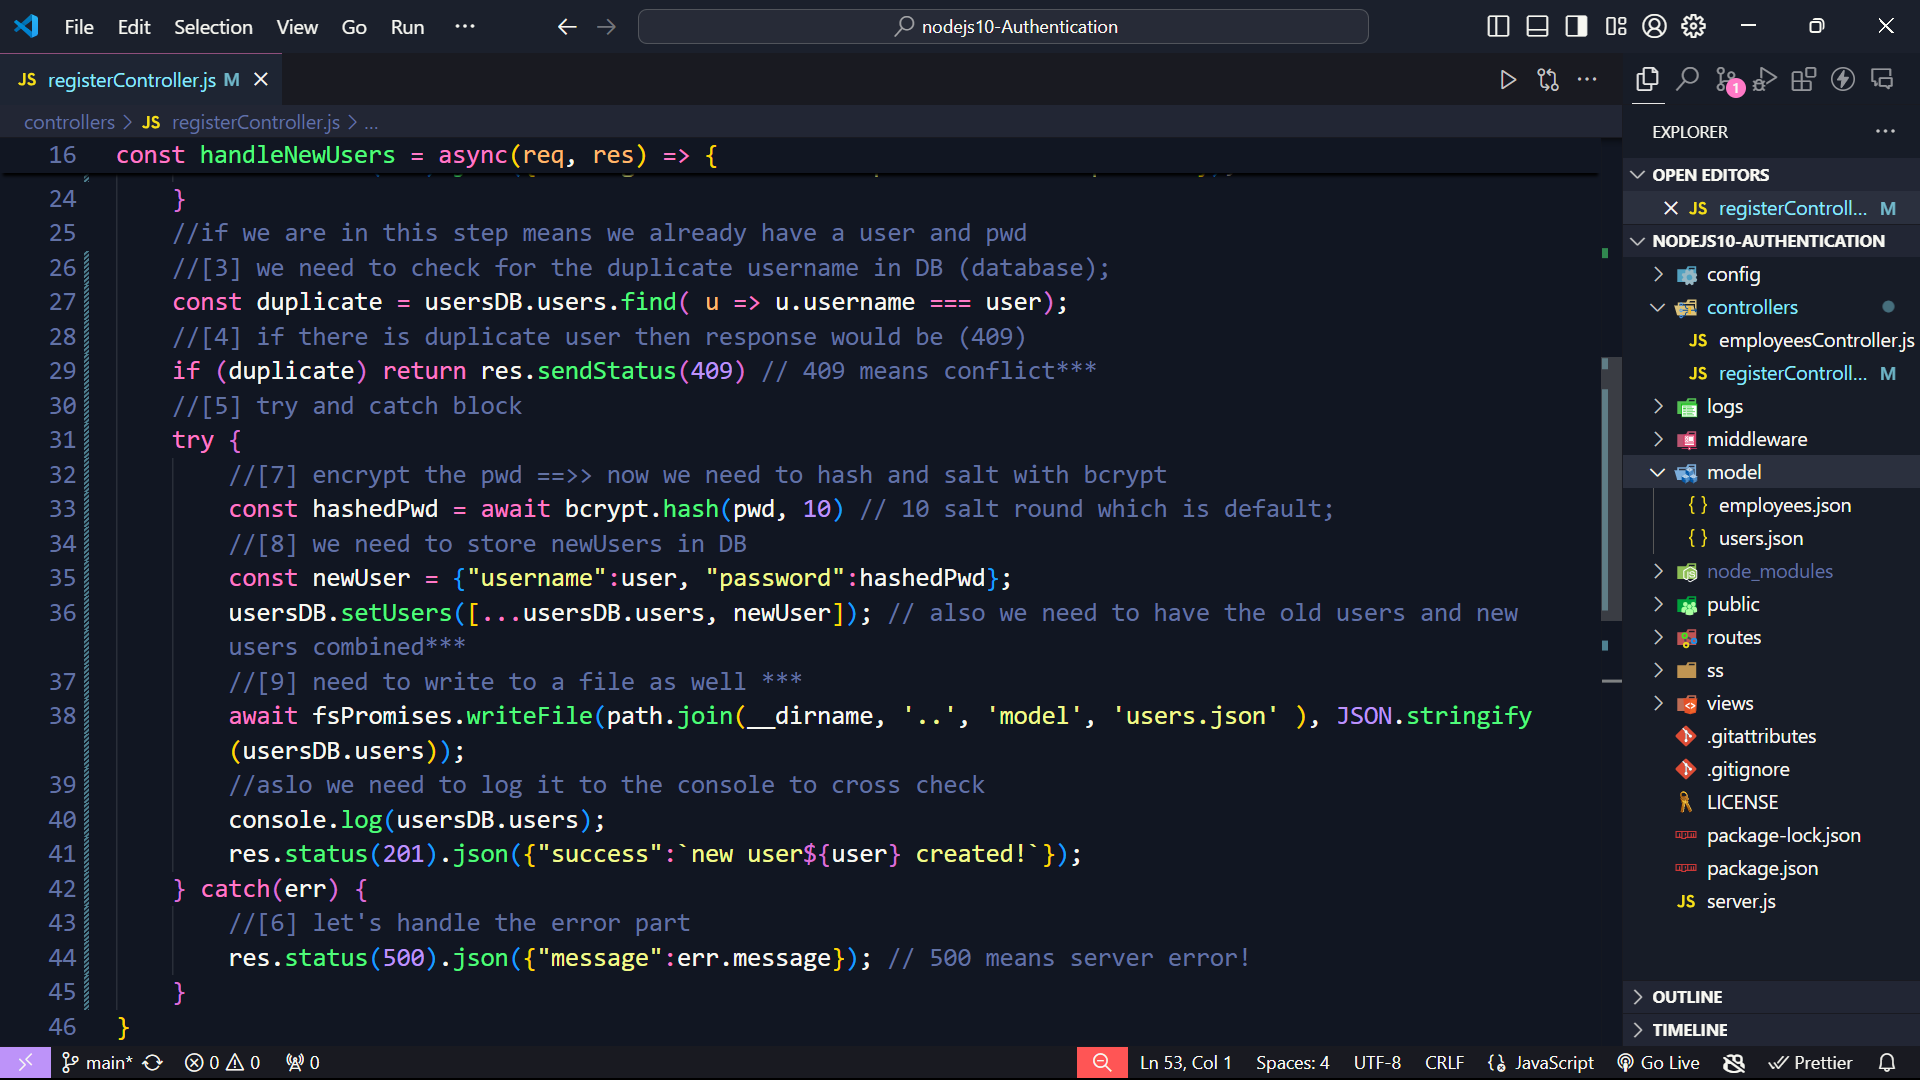 File Edit Selection View Go Run ··· nodejs10-Authentication
JS registerController.js M
controllers > JS registerController.js > ...
16 const handleNewUsers = async(req, res) => {
24 }
25 //if we are in this step means we already have a user and pwd
26 //[3] we need to check for the duplicate username in DB (database);
27 const duplicate = usersDB.users.find( u => u.username === user);
28 //[4] if there is duplicate user then response would be (409)
29 if (duplicate) return res.sendStatus(409) // 409 means conflict***
30 //[5] try and catch block
31 try {
32 //[7] encrypt the pwd ==>> now we need to hash and salt with bcrypt
33 const hashedPwd = await bcrypt.hash(pwd, 10) // 10 salt round which is default;
34 //[8] we need to store newUsers in DB
35 const newUser = {"username":user, "password":hashedPwd};
36 usersDB.setUsers([...usersDB.users, newUser]); // also we need to have the old users and new
users combined***
37 //[9] need to write to a file as well ***
38 await fsPromises.writeFile(path.join(__dirname, '..', 'model', 'users.json' ), JSON.stringify
(usersDB.users));
39 //aslo we need to log it to the console to cross check
40 console.log(usersDB.users);
41 res.status(201).json({"success":`new user${user} created!`});
42 } catch(err) {
43 //[6] let's handle the error part
44 res.status(500).json({"message":err.message}); // 500 means server error!
45 }
46 }
1
EXPLORER
OPEN EDITORS
JS registerControll... M
NODEJS10-AUTHENTICATION
config
controllers
JS employeesController.js
JS registerControll... M
logs
middleware
model
{} employees.json
{} users.json
node_modules
public
routes
ss
views
.gitattributes
.gitignore
LICENSE
package-lock.json
package.json
JS server.js
OUTLINE
TIMELINE
main* 0 0 0 Ln 53, Col 1 Spaces: 4 UTF-8 CRLF {} JavaScript Go Live Prettier